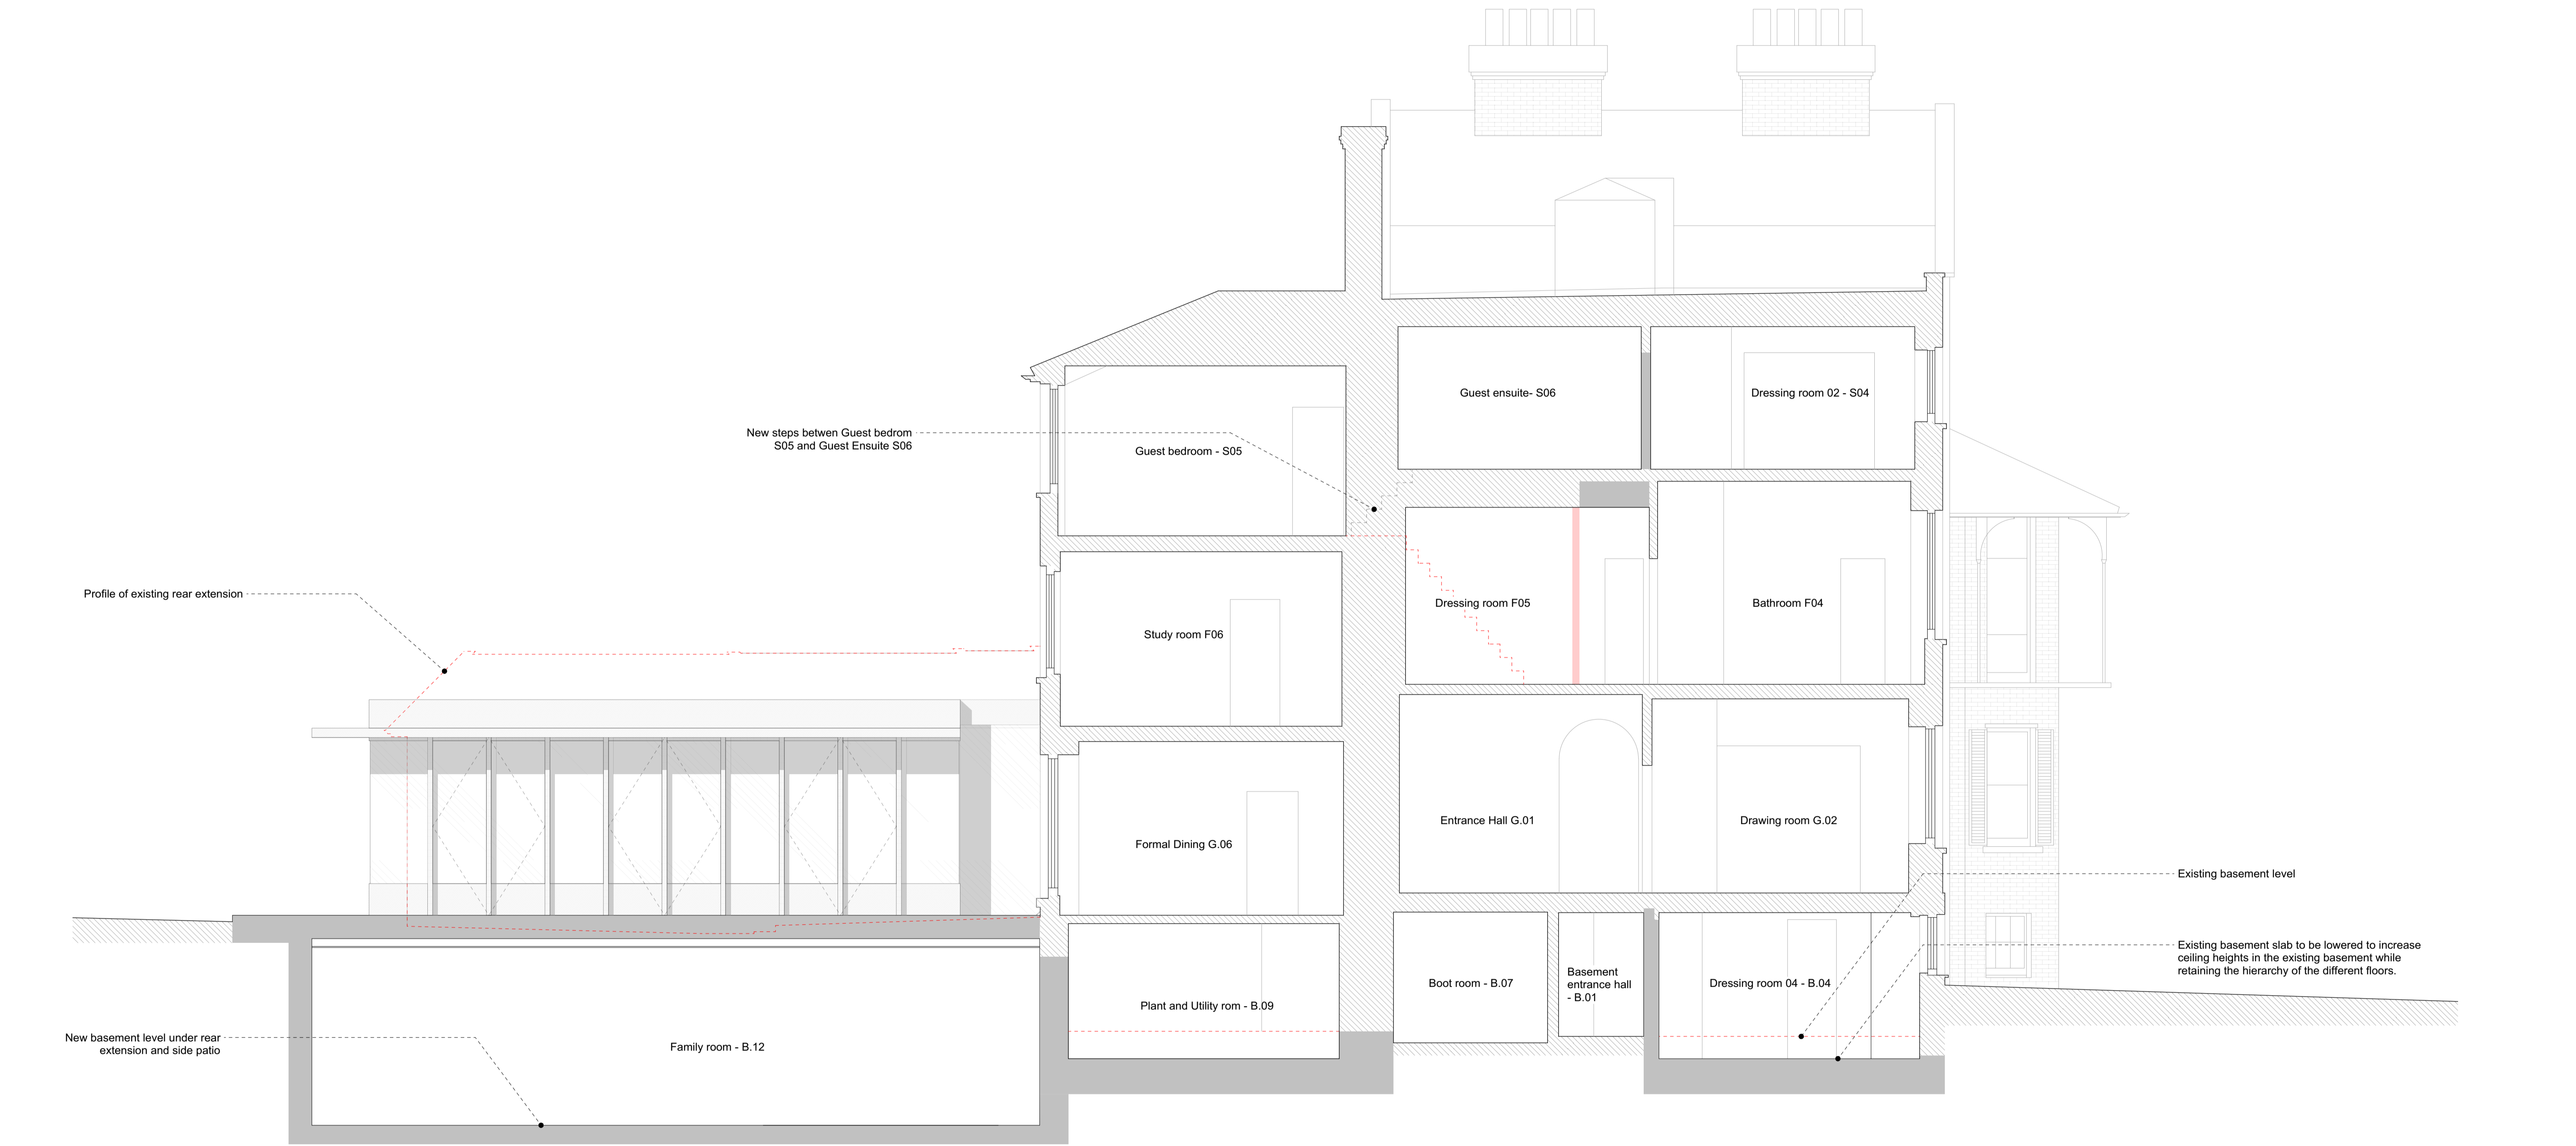 Guest ensuite- S06
Dressing room 02 - S04
New steps betwen Guest bedrom
S05 and Guest Ensuite S06
Guest bedroom - S05
Profile of existing rear extension
Dressing room F05
Bathroom F04
Study room F06
Entrance Hall G.01
Drawing room G.02
Formal Dining G.06
Existing basement level
Existing basement slab to be lowered to increase
ceiling heights in the existing basement while
retaining the hierarchy of the different floors.
Boot room - B.07
Basement
entrance hall
- B.01
Dressing room 04 - B.04
Plant and Utility rom - B.09
New basement level under rear
extension and side patio
Family room - B.12